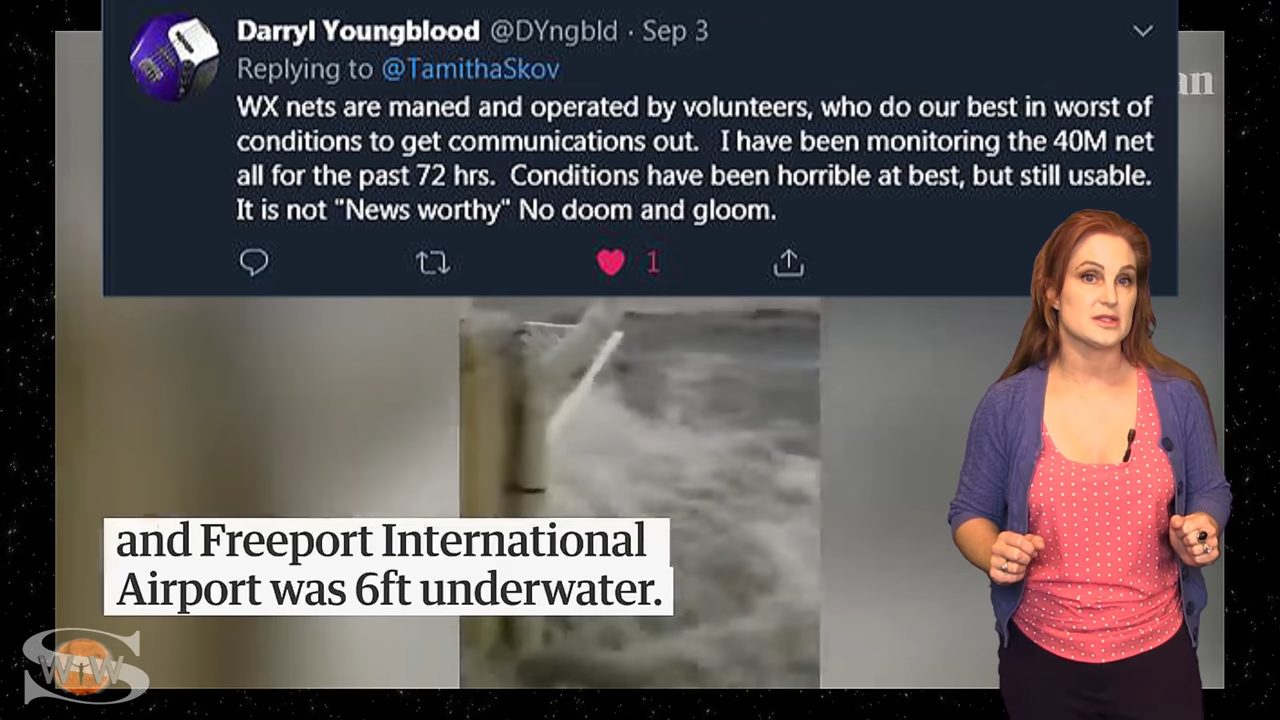 Darryl Youngblood @DYngbld · Sep 3
Replying to @TamithaSkov
WX nets are maned and operated by volunteers, who do our best in worst of
conditions to get communications out. I have been monitoring the 40M net
all for the past 72 hrs. Conditions have been horrible at best, but still usable.
It is not "News worthy" No doom and gloom.
1
and Freeport International
Airport was 6ft underwater.
WTW